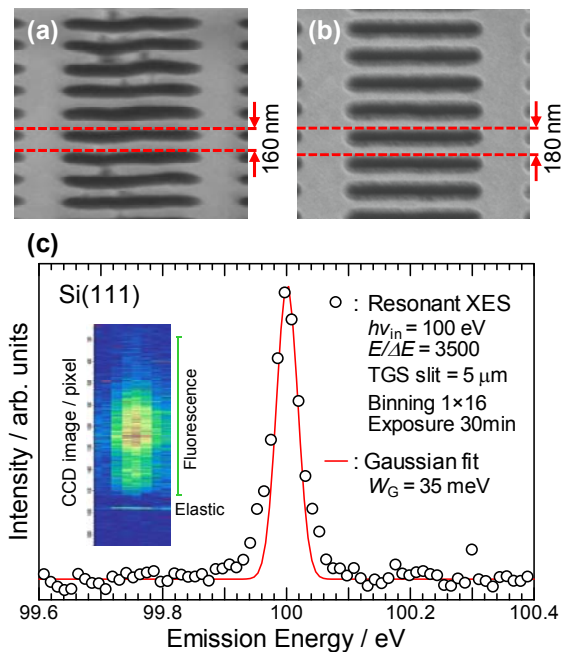 (a)
(b)
160 nm
180 nm
(c)
Si(111)
CCD image / pixel
Fluorescence
Elastic
: Resonant XES
hν_in = 100 eV
E/ΔE = 3500
TGS slit = 5 μm
Binning 1×16
Exposure 30min
: Gaussian fit
W_G = 35 meV
Intensity / arb. units
99.6 99.8 100 100.2 100.4
Emission Energy / eV